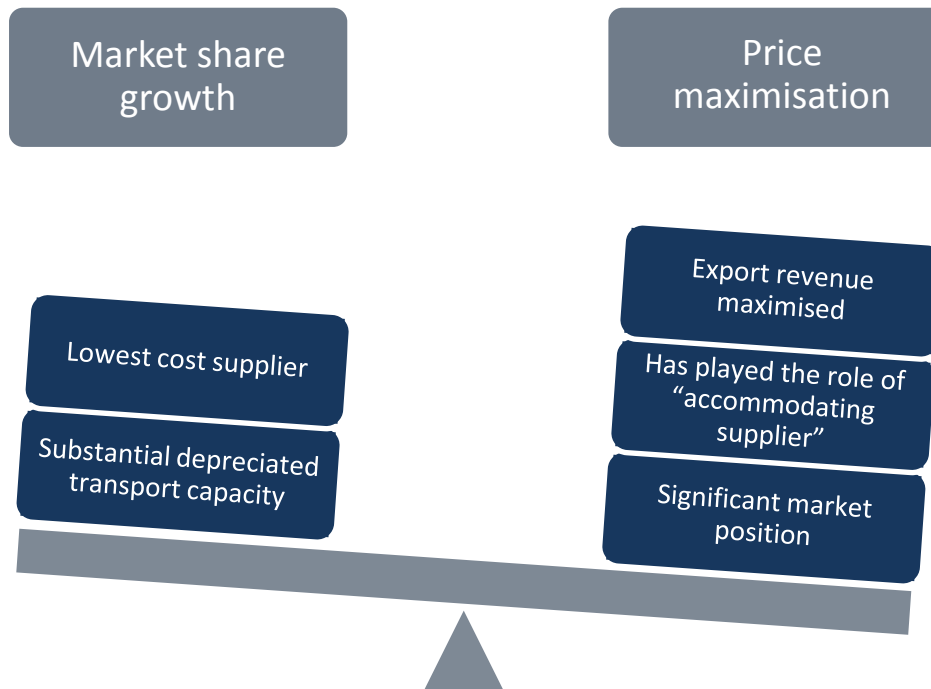 Market share
growth
Price
maximisation
Lowest cost supplier
Substantial depreciated
transport capacity
Export revenue
maximised
Has played the role of
“accommodating
supplier”
Significant market
position